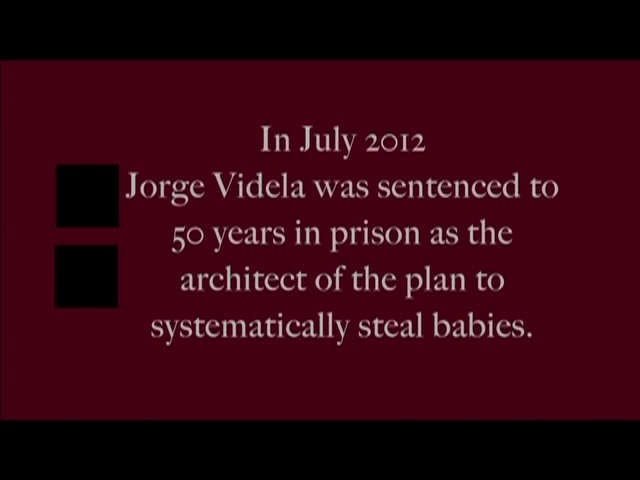 In July 2012
Jorge Videla was sentenced to
50 years in prison as the
architect of the plan to
systematically steal babies.